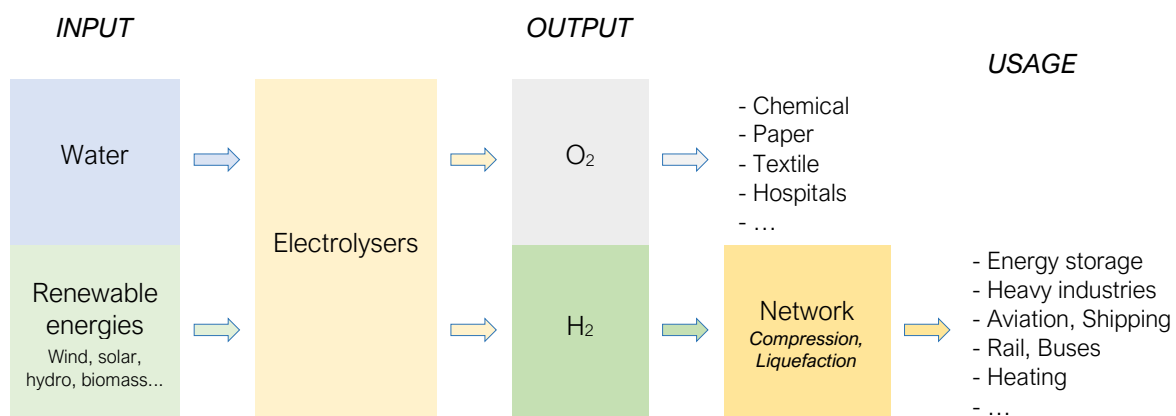 INPUT
OUTPUT
USAGE
Water
Electrolysers
O₂
- Chemical
- Paper
- Textile
- Hospitals
- ...
Renewable
energies
Wind, solar,
hydro, biomass...
H₂
Network
Compression,
Liquefaction
- Energy storage
- Heavy industries
- Aviation, Shipping
- Rail, Buses
- Heating
- ...